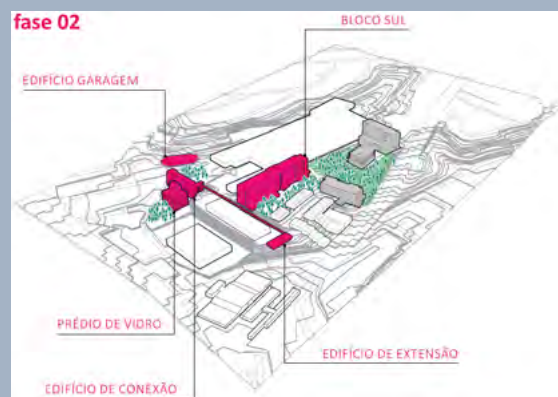 fase 02
BLOCO SUL
EDIFÍCIO GARAGEM
PRÉDIO DE VIDRO
EDIFÍCIO DE EXTENSÃO
EDIFÍCIO DE CONEXÃO